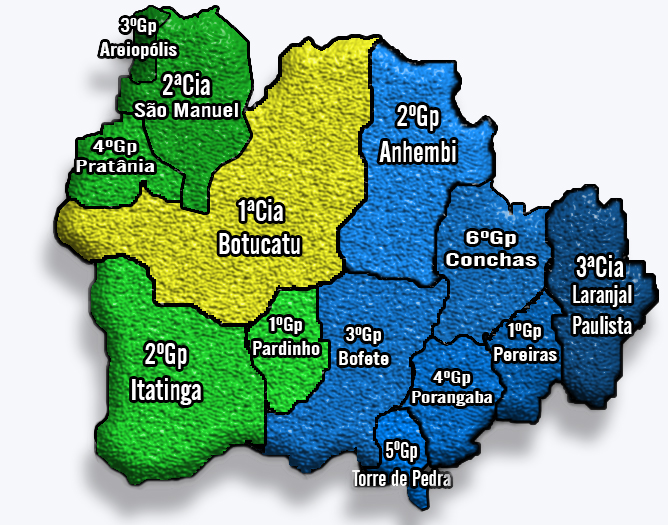 3ºGp
Areiopólis
2ªCia
São Manuel
4ºGp
Pratânia
2ºGp
Anhembi
1ªCia
Botucatu
6ºGp
Conchas
3ªCia
Laranjal
Paulista
2ºGp
Itatinga
1ºGp
Pardinho
3ºGp
Bofete
1ºGp
Pereiras
4ºGp
Porangaba
5ºGp
Torre de Pedra